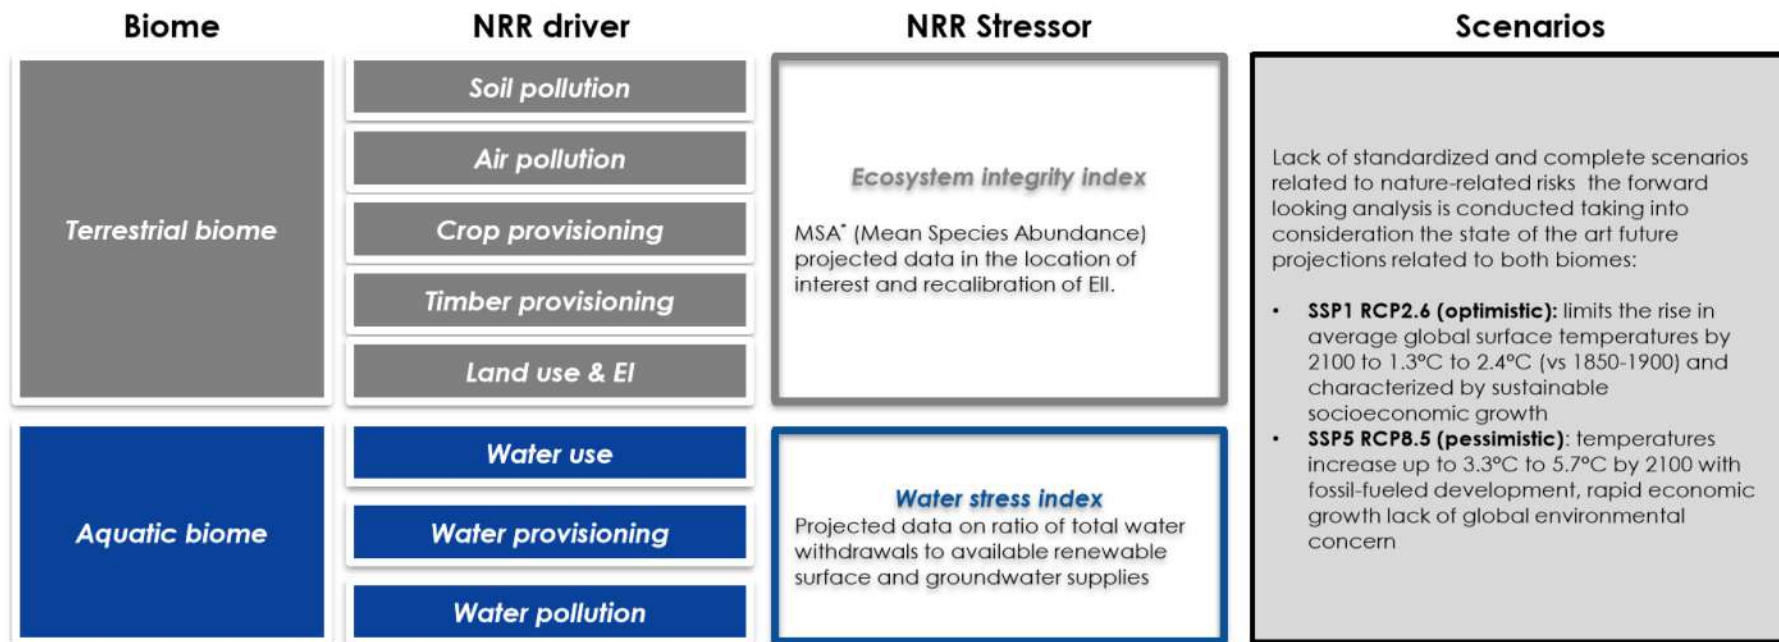 Biome
NRR driver
NRR Stressor
Scenarios
Terrestrial biome
Soil pollution
Air pollution
Crop provisioning
Timber provisioning
Land use & EI
Ecosystem integrity index
MSA* (Mean Species Abundance)
projected data in the location of
interest and recalibration of EII.
Aquatic biome
Water use
Water provisioning
Water pollution
Water stress index
Projected data on ratio of total water
withdrawals to available renewable
surface and groundwater supplies
Lack of standardized and complete scenarios
related to nature-related risks the forward
looking analysis is conducted taking into
consideration the state of the art future
projections related to both biomes:
• SSP1 RCP2.6 (optimistic): limits the rise in
average global surface temperatures by
2100 to 1.3°C to 2.4°C (vs 1850-1900) and
characterized by sustainable
socioeconomic growth
• SSP5 RCP8.5 (pessimistic): temperatures
increase up to 3.3°C to 5.7°C by 2100 with
fossil-fueled development, rapid economic
growth lack of global environmental
concern